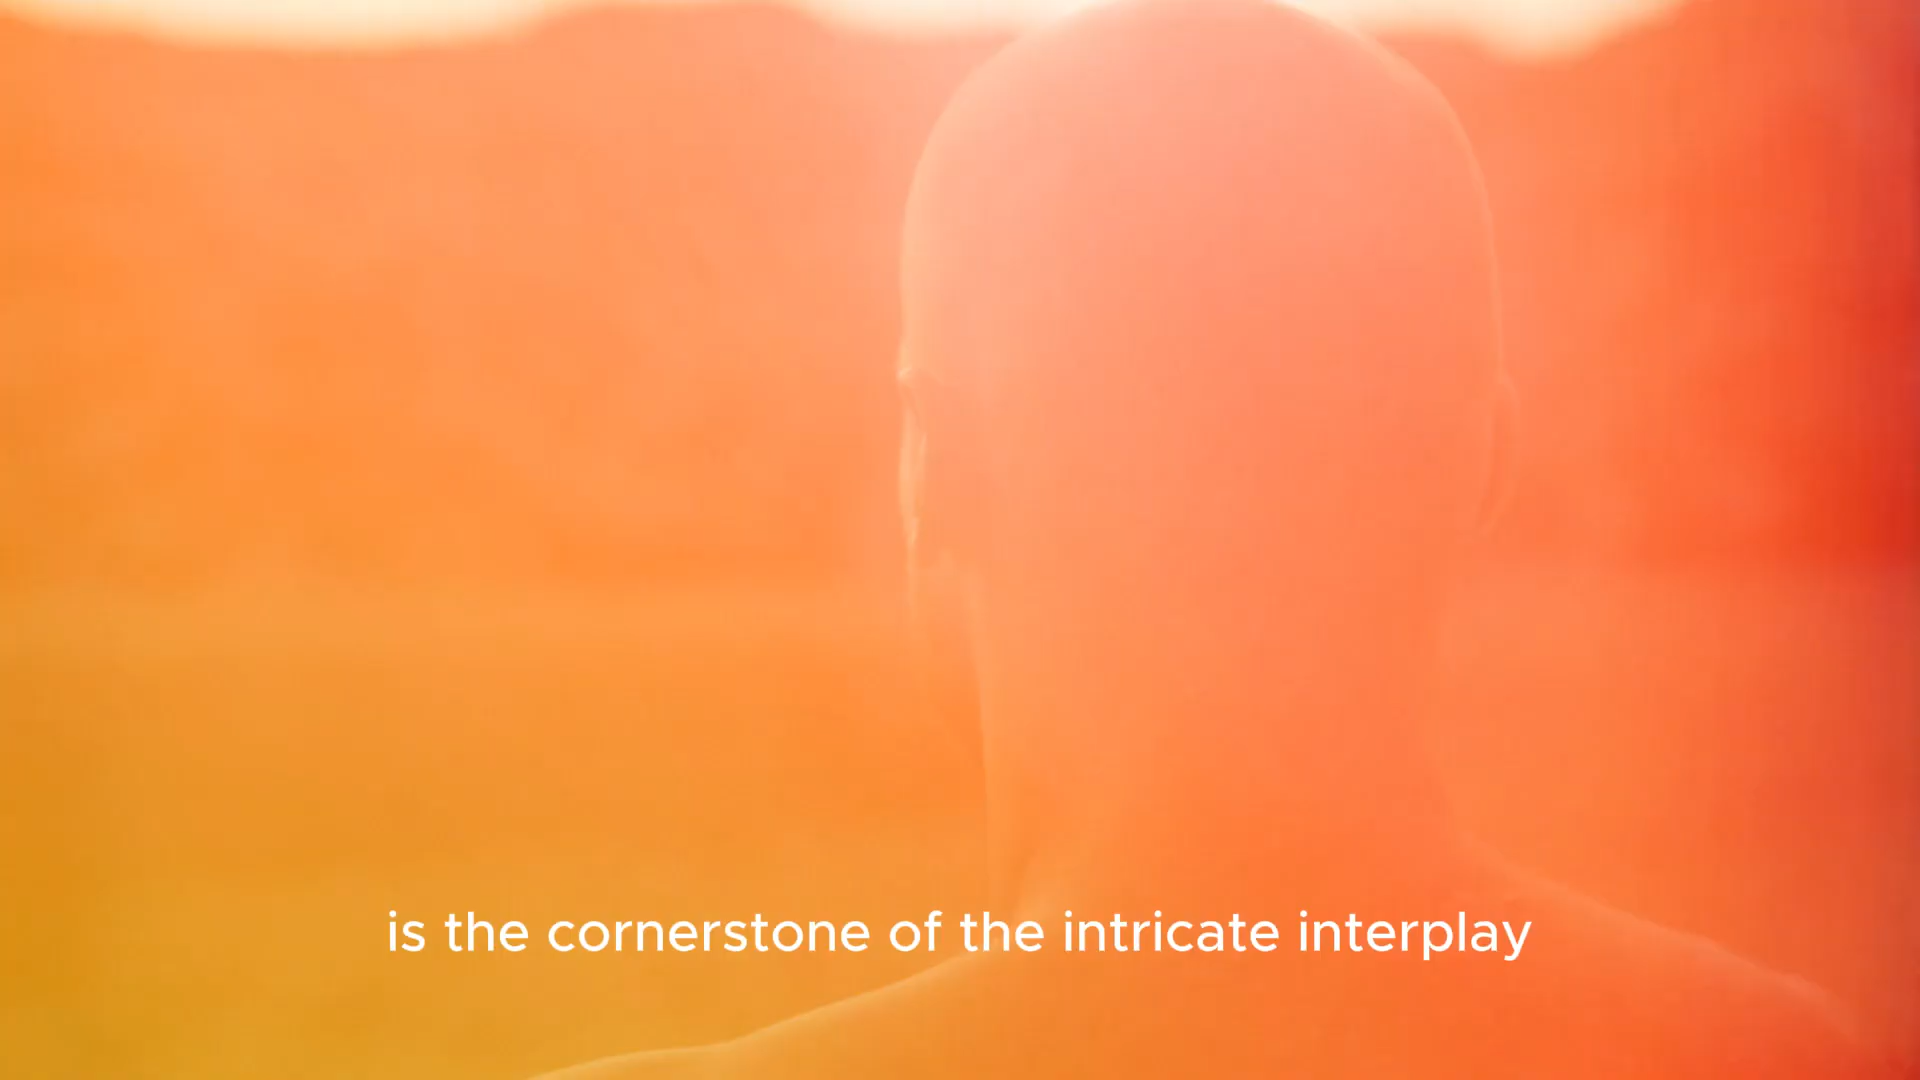 is the cornerstone of the intricate interplay